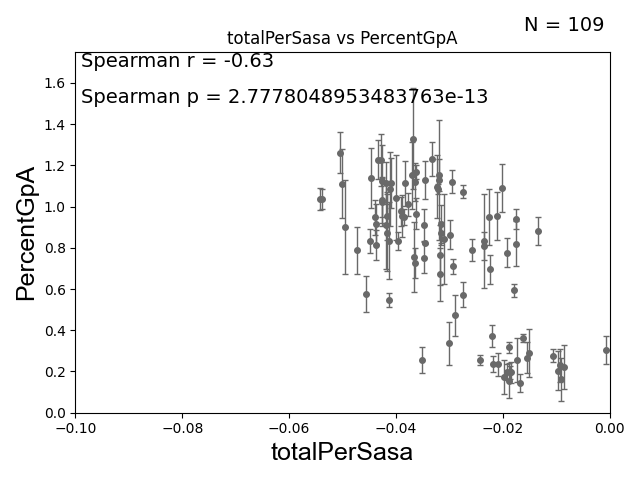 N = 109
totalPerSasa vs PercentGpA
Spearman r = -0.63
Spearman p = 2.7778048953483763e-13
PercentGpA
1.6
1.4
1.2
1.0
0.8
0.6
0.4
0.2
0.0
−0.10 −0.08 −0.06 −0.04 −0.02 0.00
totalPerSasa